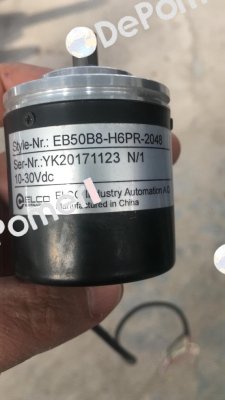 Style-Nr.: EB50B8-H6PR-2048
Ser-Nr.:YK20171123 N/1
10-30Vdc
ELCO ELCO Industry Automation AG
Manufactured in China
DePom